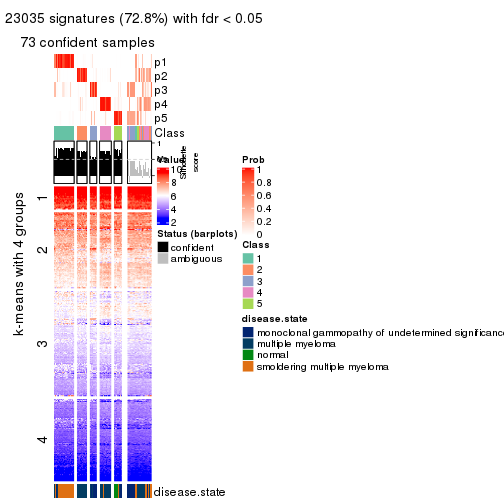 23035 signatures (72.8%) with fdr < 0.05
73 confident samples
p1
p2
p3
p4
p5
Class
1
Silhouette
score
Value
10
8
6
4
2
Prob
1
0.8
0.6
0.4
0.2
0
Status (barplots)
confident
ambiguous
Class
1
2
3
4
5
disease.state
monoclonal gammopathy of undetermined significance
multiple myeloma
normal
smoldering multiple myeloma
k-means with 4 groups
1
2
3
4
disease.state